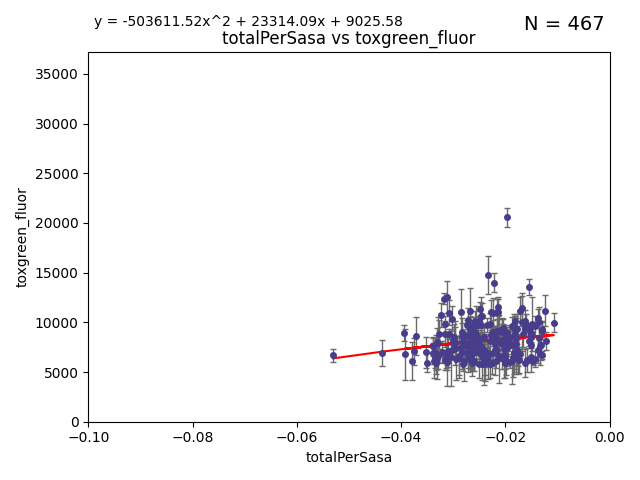 y = -503611.52x^2 + 23314.09x + 9025.58
N = 467
totalPerSasa vs toxgreen_fluor
35000
30000
25000
20000
15000
10000
5000
0
toxgreen_fluor
−0.10
−0.08
−0.06
−0.04
−0.02
0.00
totalPerSasa